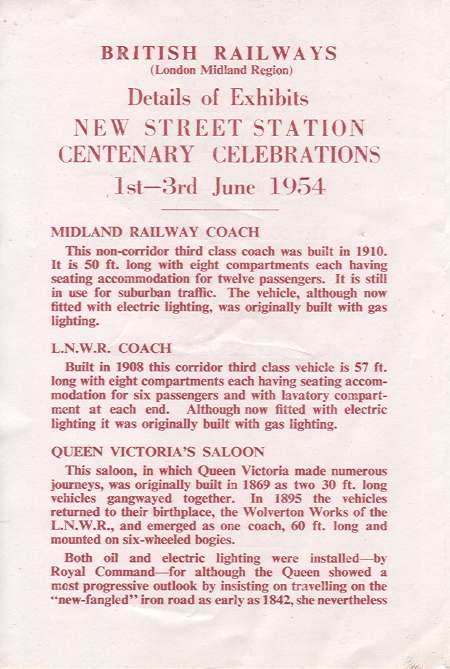 BRITISH RAILWAYS
(London Midland Region)
Details of Exhibits
NEW STREET STATION
CENTENARY CELEBRATIONS
1st—3rd June 1954
MIDLAND RAILWAY COACH
This non-corridor third class coach was built in 1910.
It is 50 ft. long with eight compartments each having
seating accommodation for twelve passengers. It is still
in use for suburban traffic. The vehicle, although now
fitted with electric lighting, was originally built with gas
lighting.
L.N.W.R. COACH
Built in 1908 this corridor third class vehicle is 57 ft.
long with eight compartments each having seating accom-
modation for six passengers and with lavatory compart-
ment at each end. Although now fitted with electric
lighting it was originally built with gas lighting.
QUEEN VICTORIA'S SALOON
This saloon, in which Queen Victoria made numerous
journeys, was originally built in 1869 as two 30 ft. long
vehicles gangwayed together. In 1895 the vehicles
returned to their birthplace, the Wolverton Works of the
L.N.W.R., and emerged as one coach, 60 ft. long and
mounted on six-wheeled bogies.
Both oil and electric lighting were installed—by
Royal Command—for although the Queen showed a
most progressive outlook by insisting on travelling on the
"new-fangled" iron road as early as 1842, she nevertheless